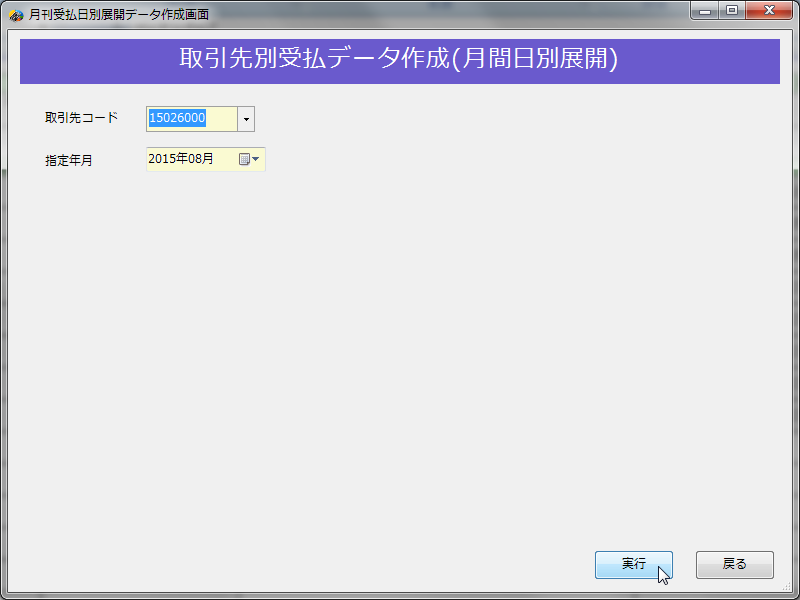 月刊受払日別展開データ作成画面
取引先別受払データ作成(月間日別展開)
取引先コード 15026000
指定年月 2015年08月
実行 戻る